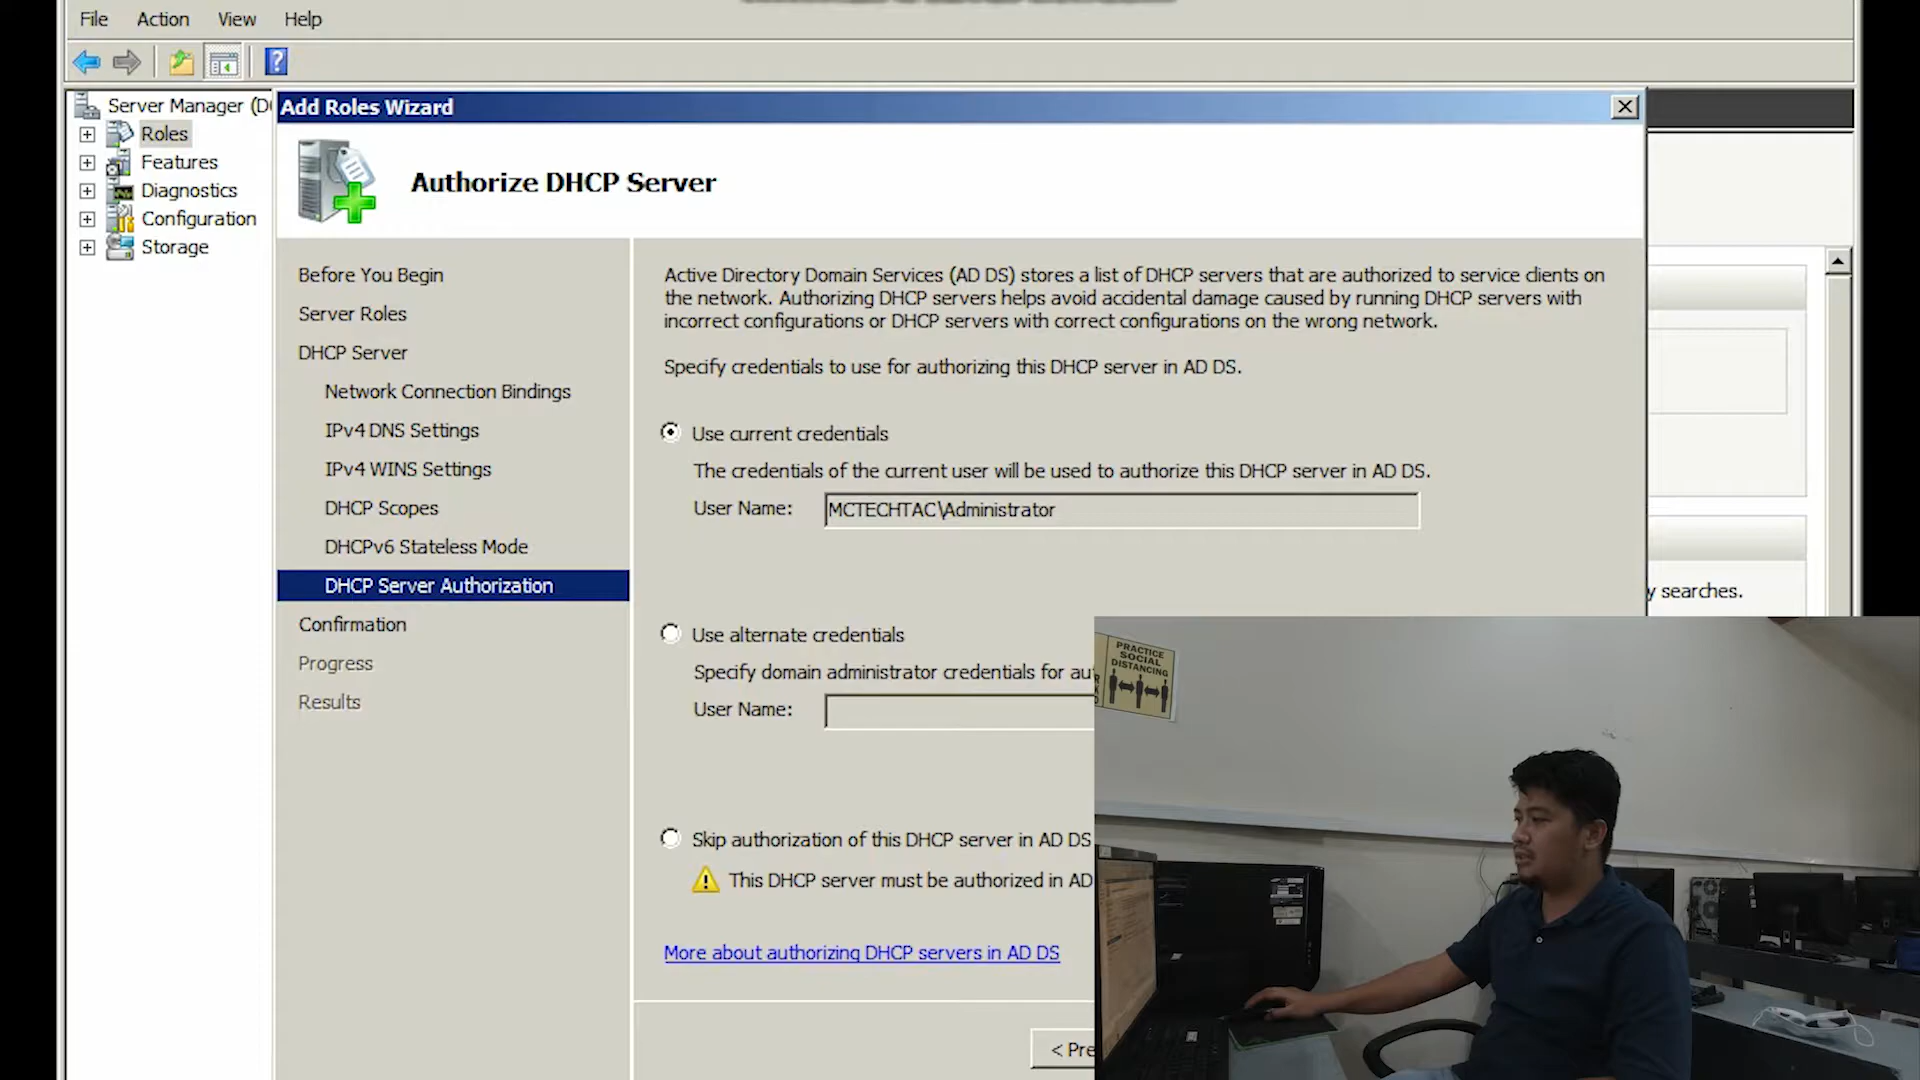 File Action View Help
Server Manager (D
Roles
Features
Diagnostics
Configuration
Storage
Add Roles Wizard
Authorize DHCP Server
Before You Begin
Server Roles
DHCP Server
Network Connection Bindings
IPv4 DNS Settings
IPv4 WINS Settings
DHCP Scopes
DHCPv6 Stateless Mode
DHCP Server Authorization
Confirmation
Progress
Results
Active Directory Domain Services (AD DS) stores a list of DHCP servers that are authorized to service clients on
the network. Authorizing DHCP servers helps avoid accidental damage caused by running DHCP servers with
incorrect configurations or DHCP servers with correct configurations on the wrong network.
Specify credentials to use for authorizing this DHCP server in AD DS.
Use current credentials
The credentials of the current user will be used to authorize this DHCP server in AD DS.
User Name: MCTECHTAC\Administrator
Use alternate credentials
Specify domain administrator credentials for au
User Name:
Skip authorization of this DHCP server in AD DS
This DHCP server must be authorized in AD
More about authorizing DHCP servers in AD DS
< Pre
y searches.
PRACTICE
SOCIAL
DISTANCING